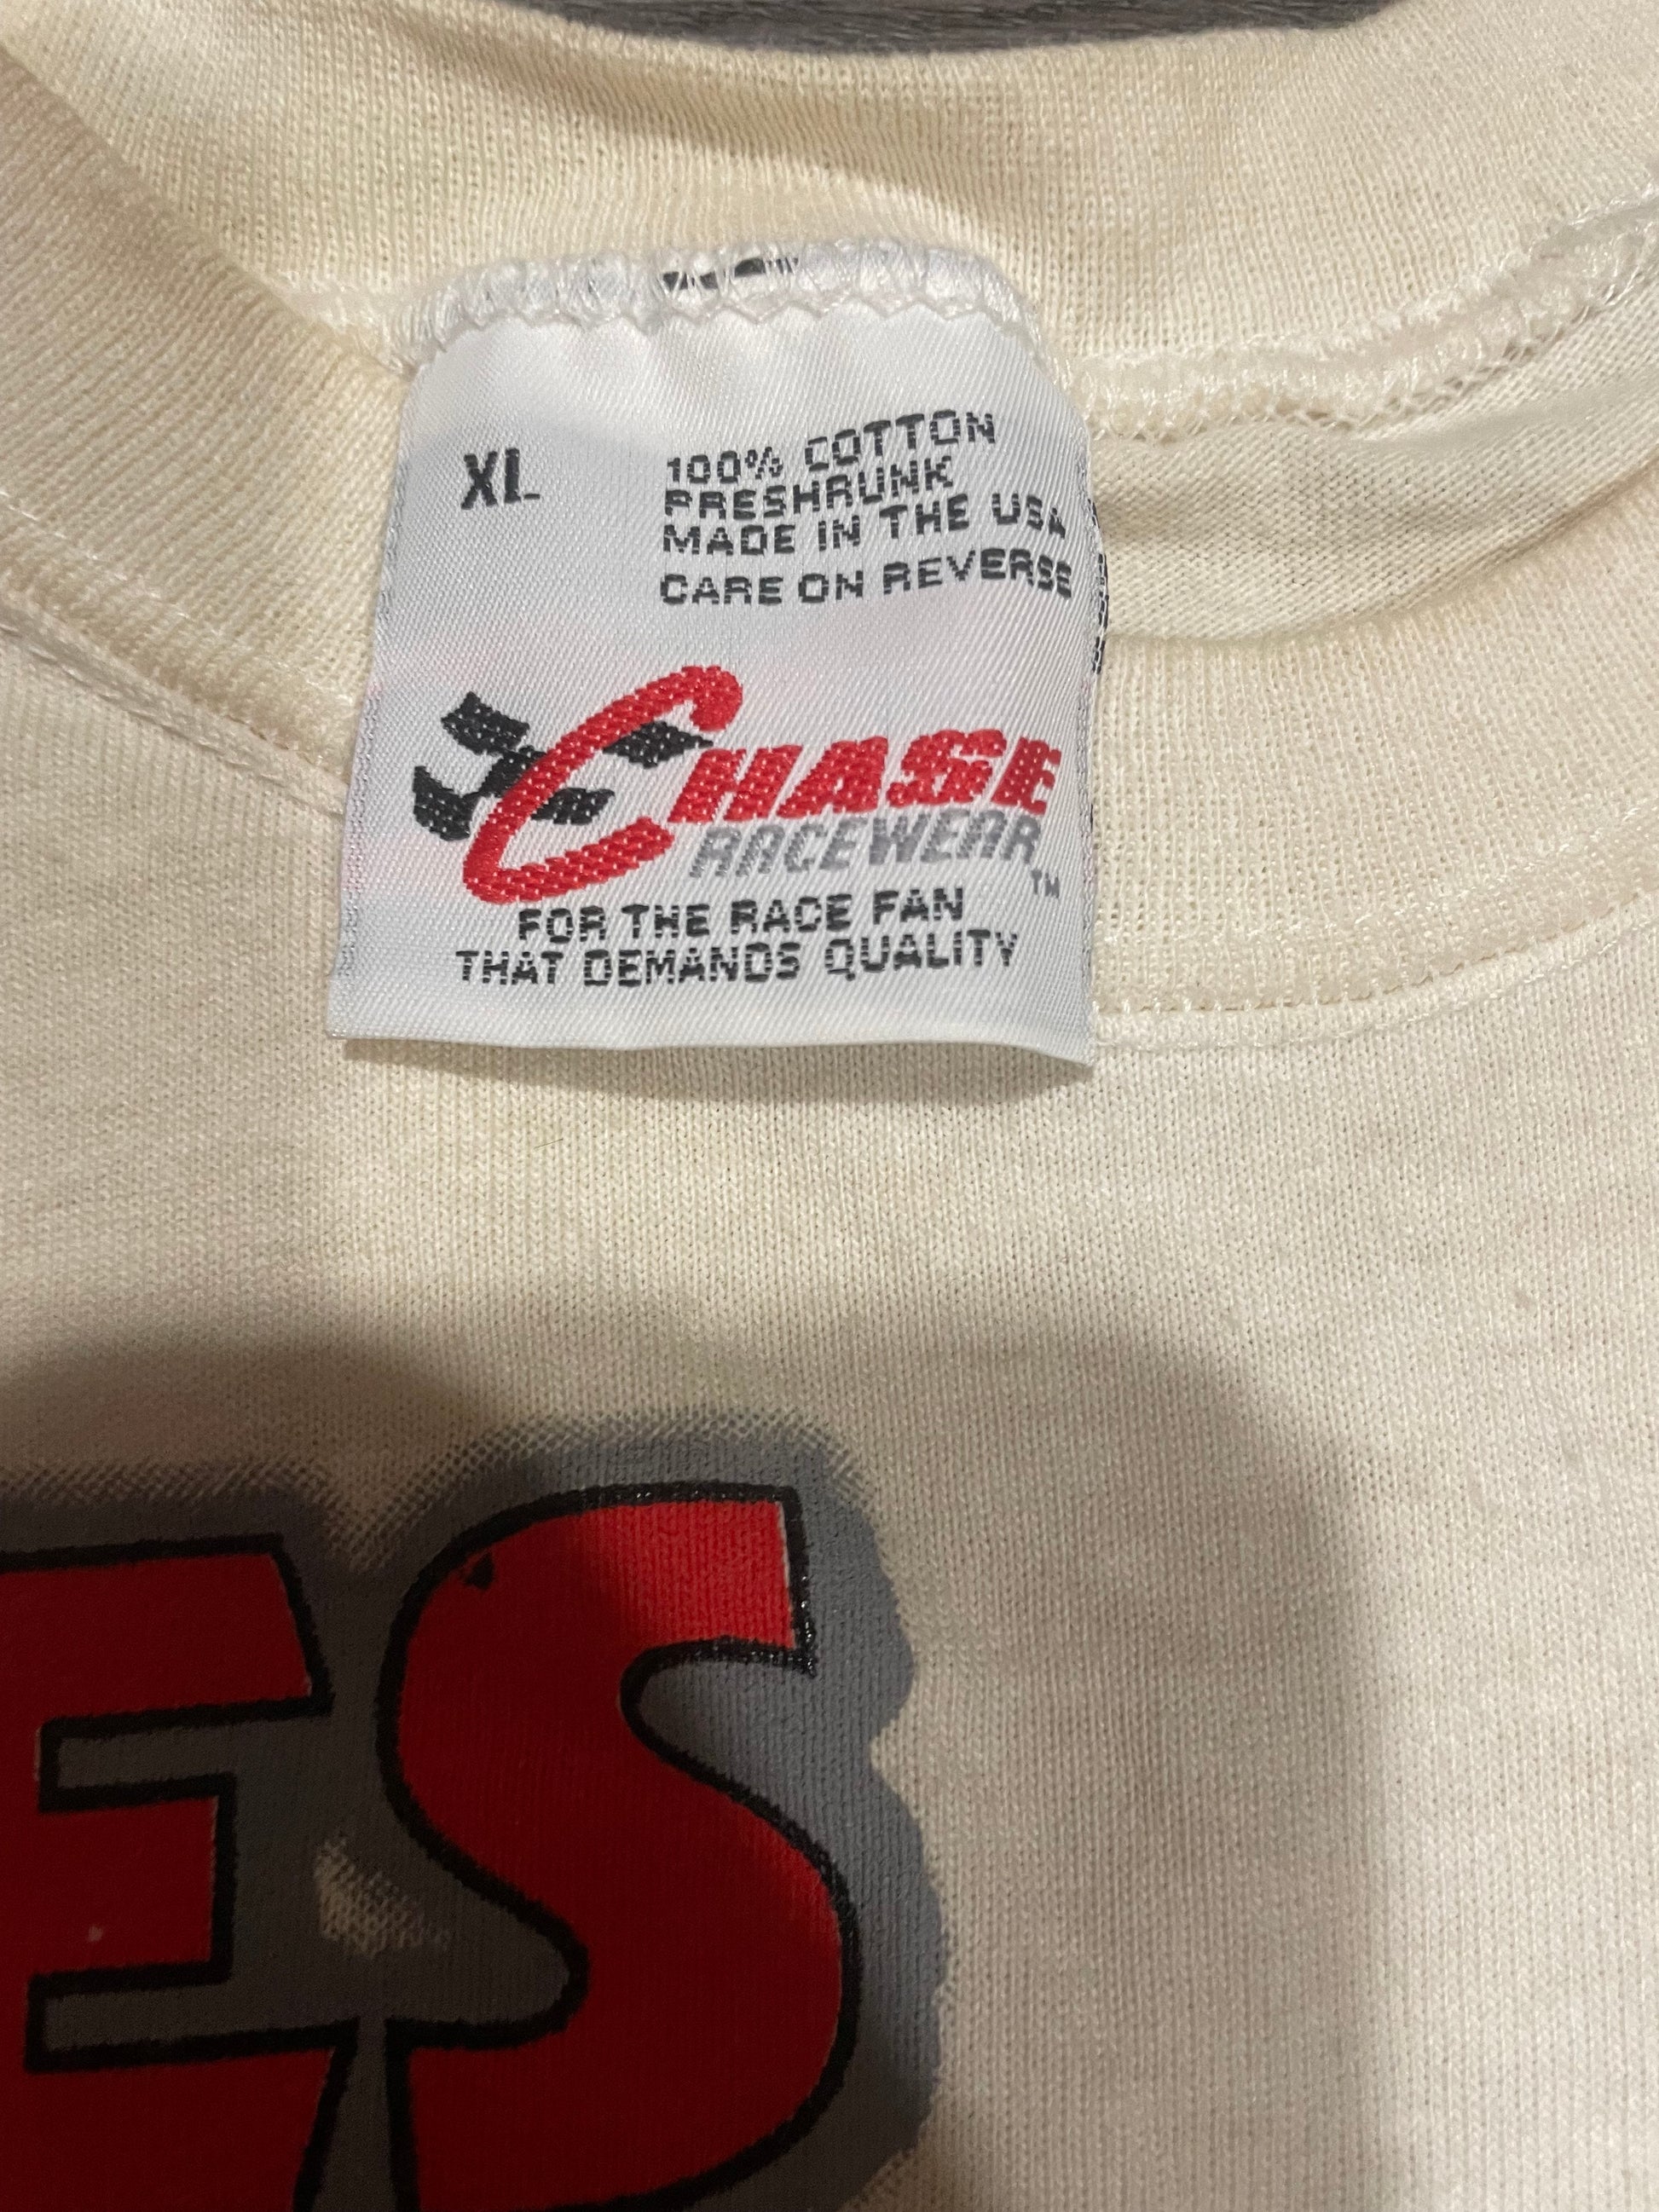 XL
100% COTTON
PRESHRUNK
MADE IN THE USA
CARE ON REVERSE
CHASE
RACEWEAR™
FOR THE RACE FAN
THAT DEMANDS QUALITY
ES